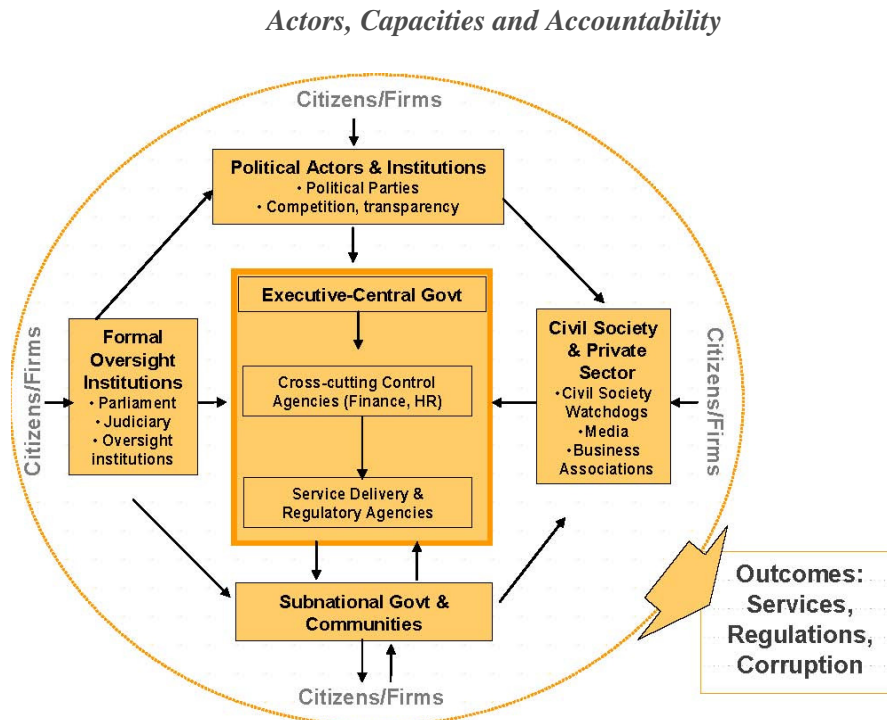 Actors, Capacities and Accountability
Citizens/Firms
Political Actors & Institutions
• Political Parties
• Competition, transparency
Executive-Central Govt
Cross-cutting Control
Agencies (Finance, HR)
Service Delivery &
Regulatory Agencies
Citizens/Firms
Formal
Oversight
Institutions
• Parliament
• Judiciary
• Oversight
institutions
Civil Society
& Private
Sector
• Civil Society
Watchdogs
• Media
• Business
Associations
Citizens/Firms
Subnational Govt &
Communities
Citizens/Firms
Outcomes:
Services,
Regulations,
Corruption